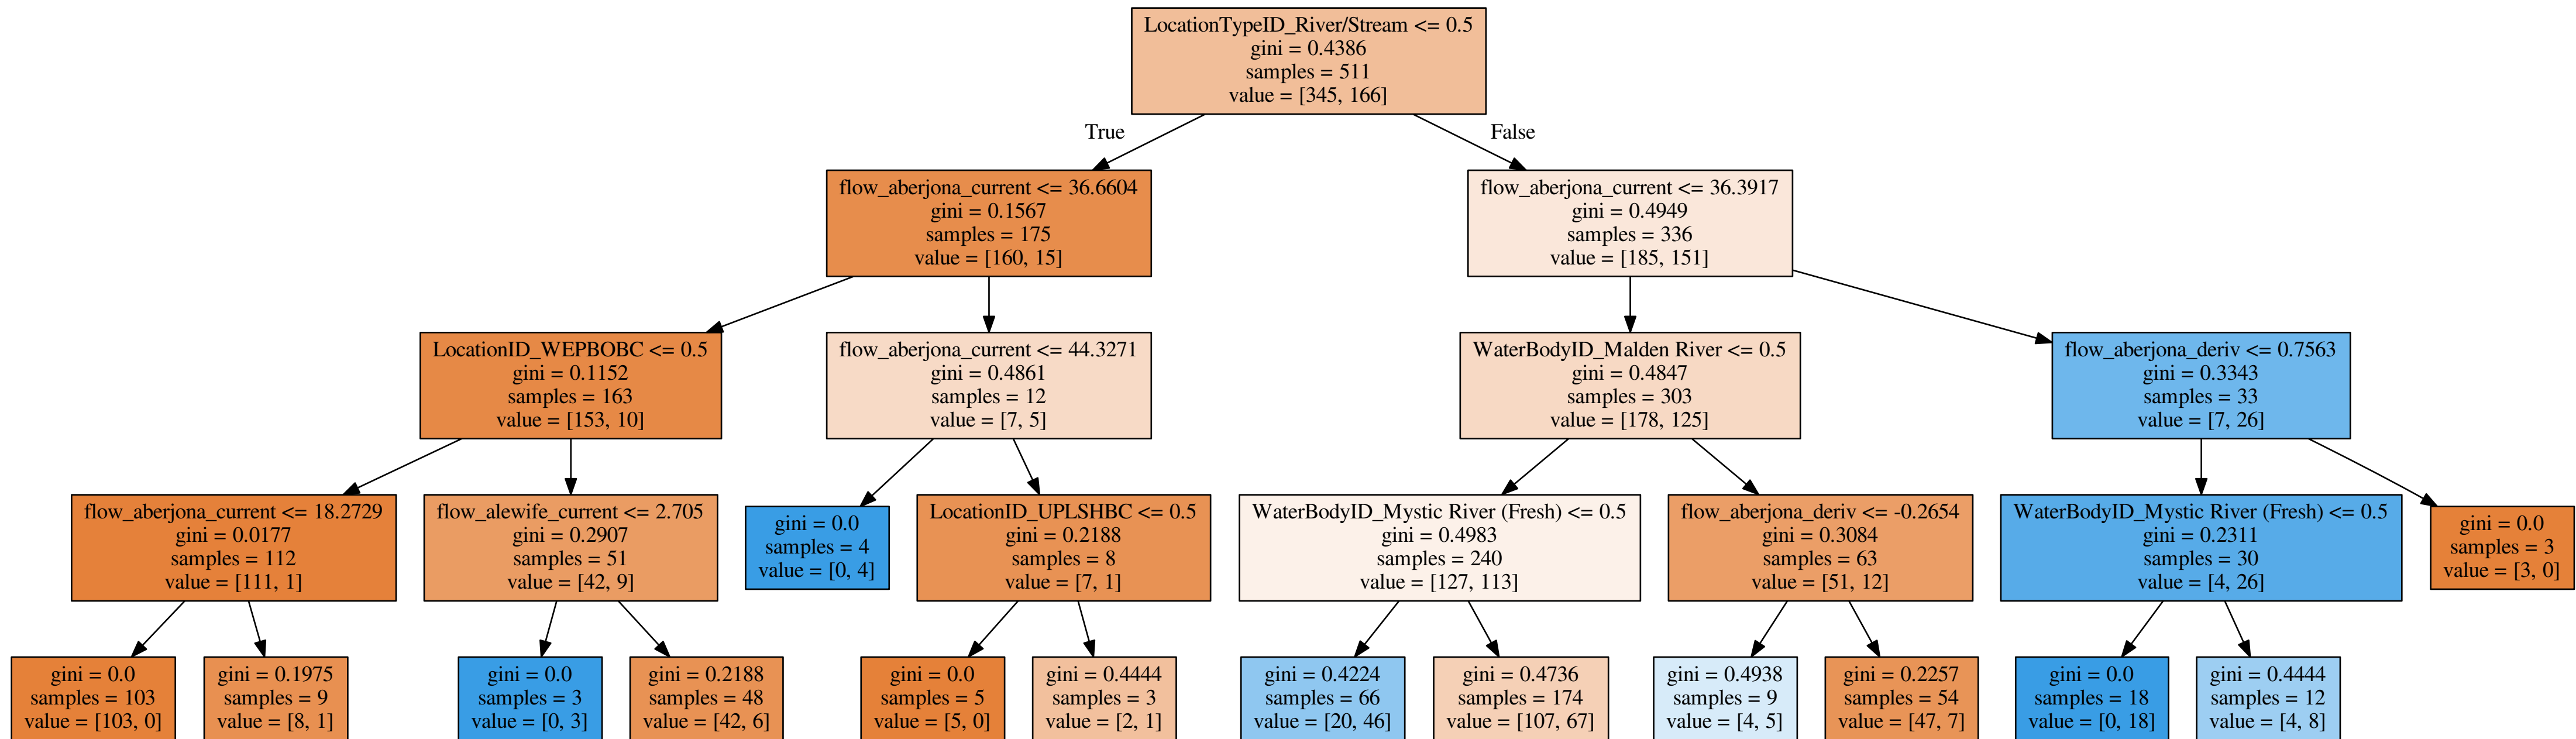 LocationTypeID_River/Stream <= 0.5
gini = 0.4386
samples = 511
value = [345, 166]
True
False
flow_aberjona_current <= 36.6604
gini = 0.1567
samples = 175
value = [160, 15]
flow_aberjona_current <= 36.3917
gini = 0.4949
samples = 336
value = [185, 151]
LocationID_WEPBOBC <= 0.5
gini = 0.1152
samples = 163
value = [153, 10]
flow_aberjona_current <= 44.3271
gini = 0.4861
samples = 12
value = [7, 5]
WaterBodyID_Malden River <= 0.5
gini = 0.4847
samples = 303
value = [178, 125]
flow_aberjona_deriv <= 0.7563
gini = 0.3343
samples = 33
value = [7, 26]
flow_aberjona_current <= 18.2729
gini = 0.0177
samples = 112
value = [111, 1]
flow_alewife_current <= 2.705
gini = 0.2907
samples = 51
value = [42, 9]
gini = 0.0
samples = 4
value = [0, 4]
LocationID_UPLSHBC <= 0.5
gini = 0.2188
samples = 8
value = [7, 1]
WaterBodyID_Mystic River (Fresh) <= 0.5
gini = 0.4983
samples = 240
value = [127, 113]
flow_aberjona_deriv <= -0.2654
gini = 0.3084
samples = 63
value = [51, 12]
WaterBodyID_Mystic River (Fresh) <= 0.5
gini = 0.2311
samples = 30
value = [4, 26]
gini = 0.0
samples = 3
value = [3, 0]
gini = 0.0
samples = 103
value = [103, 0]
gini = 0.1975
samples = 9
value = [8, 1]
gini = 0.0
samples = 3
value = [0, 3]
gini = 0.2188
samples = 48
value = [42, 6]
gini = 0.0
samples = 5
value = [5, 0]
gini = 0.4444
samples = 3
value = [2, 1]
gini = 0.4224
samples = 66
value = [20, 46]
gini = 0.4736
samples = 174
value = [107, 67]
gini = 0.4938
samples = 9
value = [4, 5]
gini = 0.2257
samples = 54
value = [47, 7]
gini = 0.0
samples = 18
value = [0, 18]
gini = 0.4444
samples = 12
value = [4, 8]